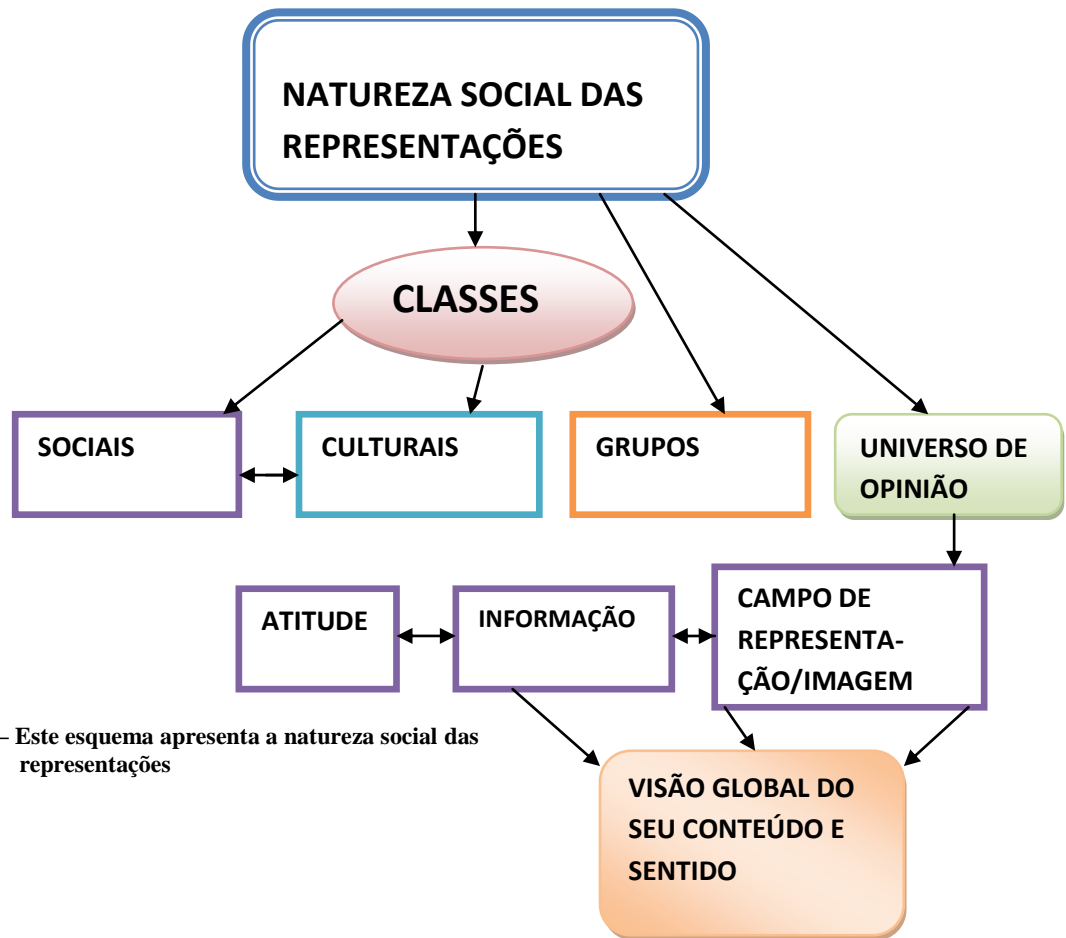 NATUREZA SOCIAL DAS
REPRESENTAÇÕES
CLASSES
SOCIAIS
CULTURAIS
GRUPOS
UNIVERSO DE
OPINIÃO
ATITUDE
INFORMAÇÃO
CAMPO DE
REPRESENTA-
ÇÃO/IMAGEM
– Este esquema apresenta a natureza social das
representações
VISÃO GLOBAL DO
SEU CONTEÚDO E
SENTIDO